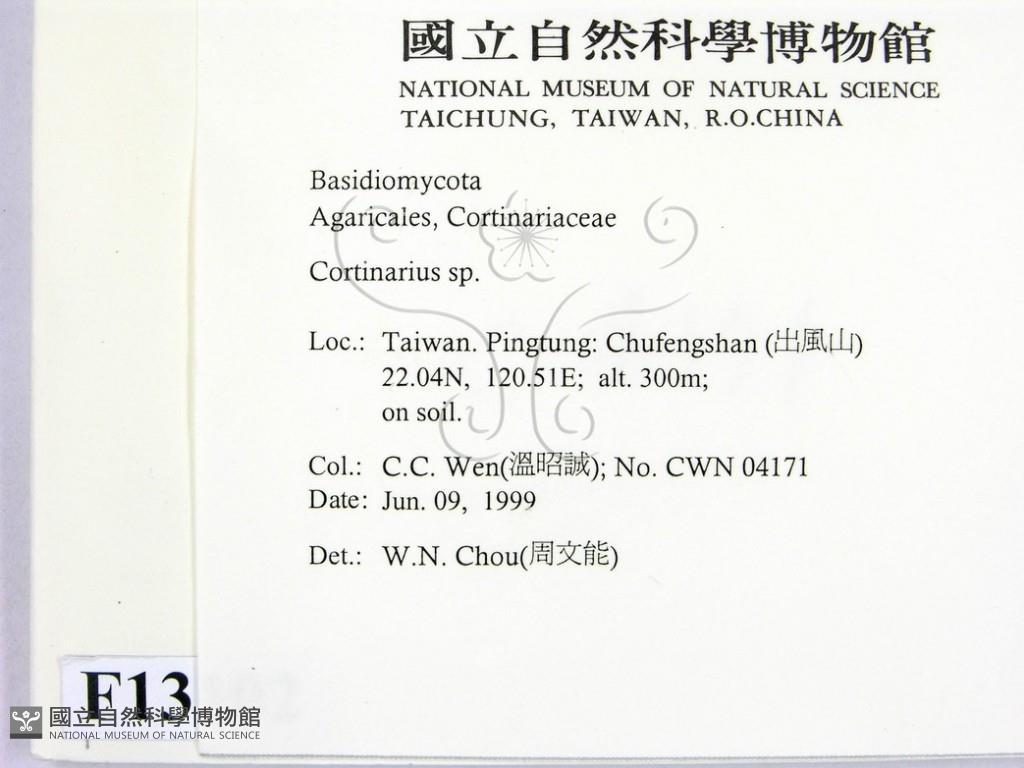 國立自然科學博物館
NATIONAL MUSEUM OF NATURAL SCIENCE
TAICHUNG, TAIWAN, R.O.CHINA
Basidiomycota
Agaricales, Cortinariaceae
Cortinarius sp.
Loc.: Taiwan. Pingtung: Chufengshan (出風山)
22.04N, 120.51E; alt. 300m;
on soil.
Col.: C.C. Wen(溫昭誠); No. CWN 04171
Date: Jun. 09, 1999
Det.: W.N. Chou(周文能)
F13
國立自然科學博物館
NATIONAL MUSEUM OF NATURAL SCIENCE